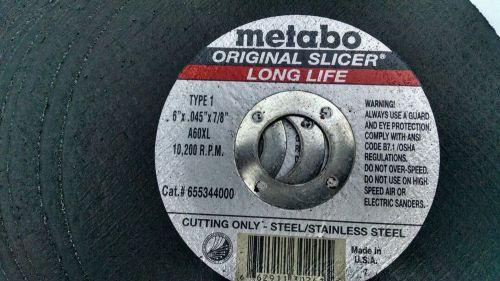 metabo
ORIGINAL SLICER®
LONG LIFE
TYPE 1
6"x .045"x 7/8"
A60XL
10,200 R.P.M.
Cat.# 655344000
WARNING!
ALWAYS USE A GUARD
AND EYE PROTECTION.
COMPLY WITH ANSI
CODE B7.1 /OSHA
REGULATIONS.
DO NOT OVER-SPEED.
DO NOT USE ON HIGH
SPEED AIR OR
ELECTRIC SANDERS.
CUTTING ONLY - STEEL/STAINLESS STEEL
Made in
U.S.A.